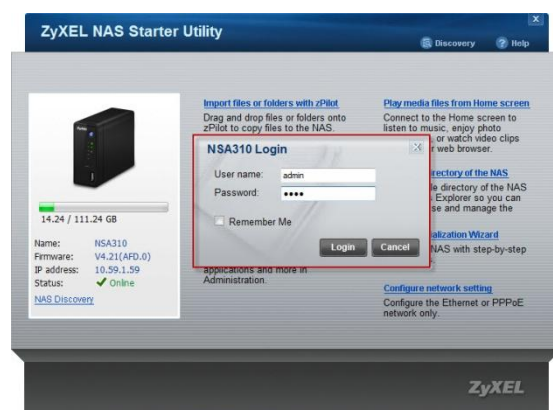 ZyXEL NAS Starter Utility
Discovery
Help
Import files or folders with zPilot
Drag and drop files or folders onto
zPilot to copy files to the NAS.
Play media files from Home screen
Connect to the Home screen to
listen to music, enjoy photo
or watch video clips
web browser.
NSA310 Login
User name: admin
Password: ••••
Remember Me
Login
Cancel
directory of the NAS
directory of the NAS
Explorer so you can
and manage the
Wizard
NAS with step-by-step
applications and more in
Administration.
Configure network setting
Configure the Ethernet or PPPoE
network only.
14.24 / 111.24 GB
Name: NSA310
Firmware: V4.21(AFD.0)
IP address: 10.59.1.59
Status: Online
NAS Discovery
ZyXEL